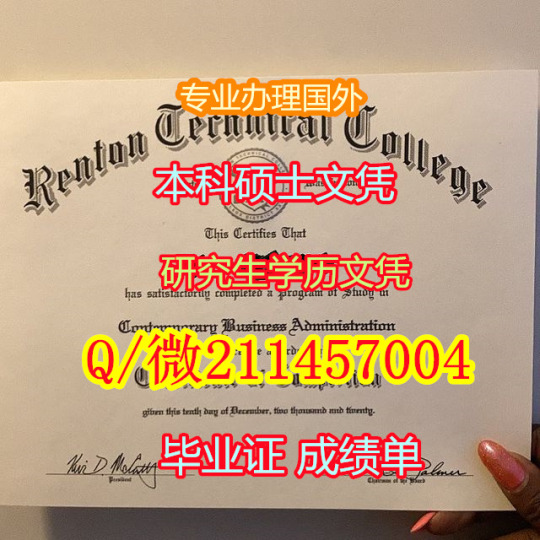 专业办理国外
Renton Technical College
本科硕士文凭
This Certifies That
研究生学历文凭
has satisfactorily completed a Program of Study in
Contemporary Business Administration
Q/微211457004
given this tenth day of December, two thousand and twenty.
毕业证 成绩单
President
Chairman of the Board